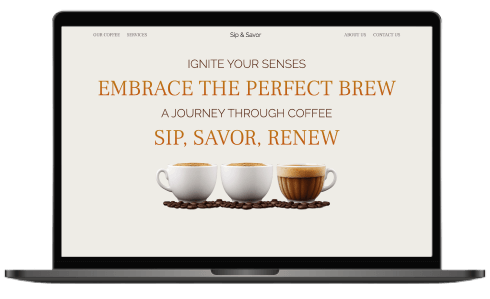 OUR COFFEE SERVICES Sip & Savor ABOUT US CONTACT US
IGNITE YOUR SENSES
EMBRACE THE PERFECT BREW
A JOURNEY THROUGH COFFEE
SIP, SAVOR, RENEW